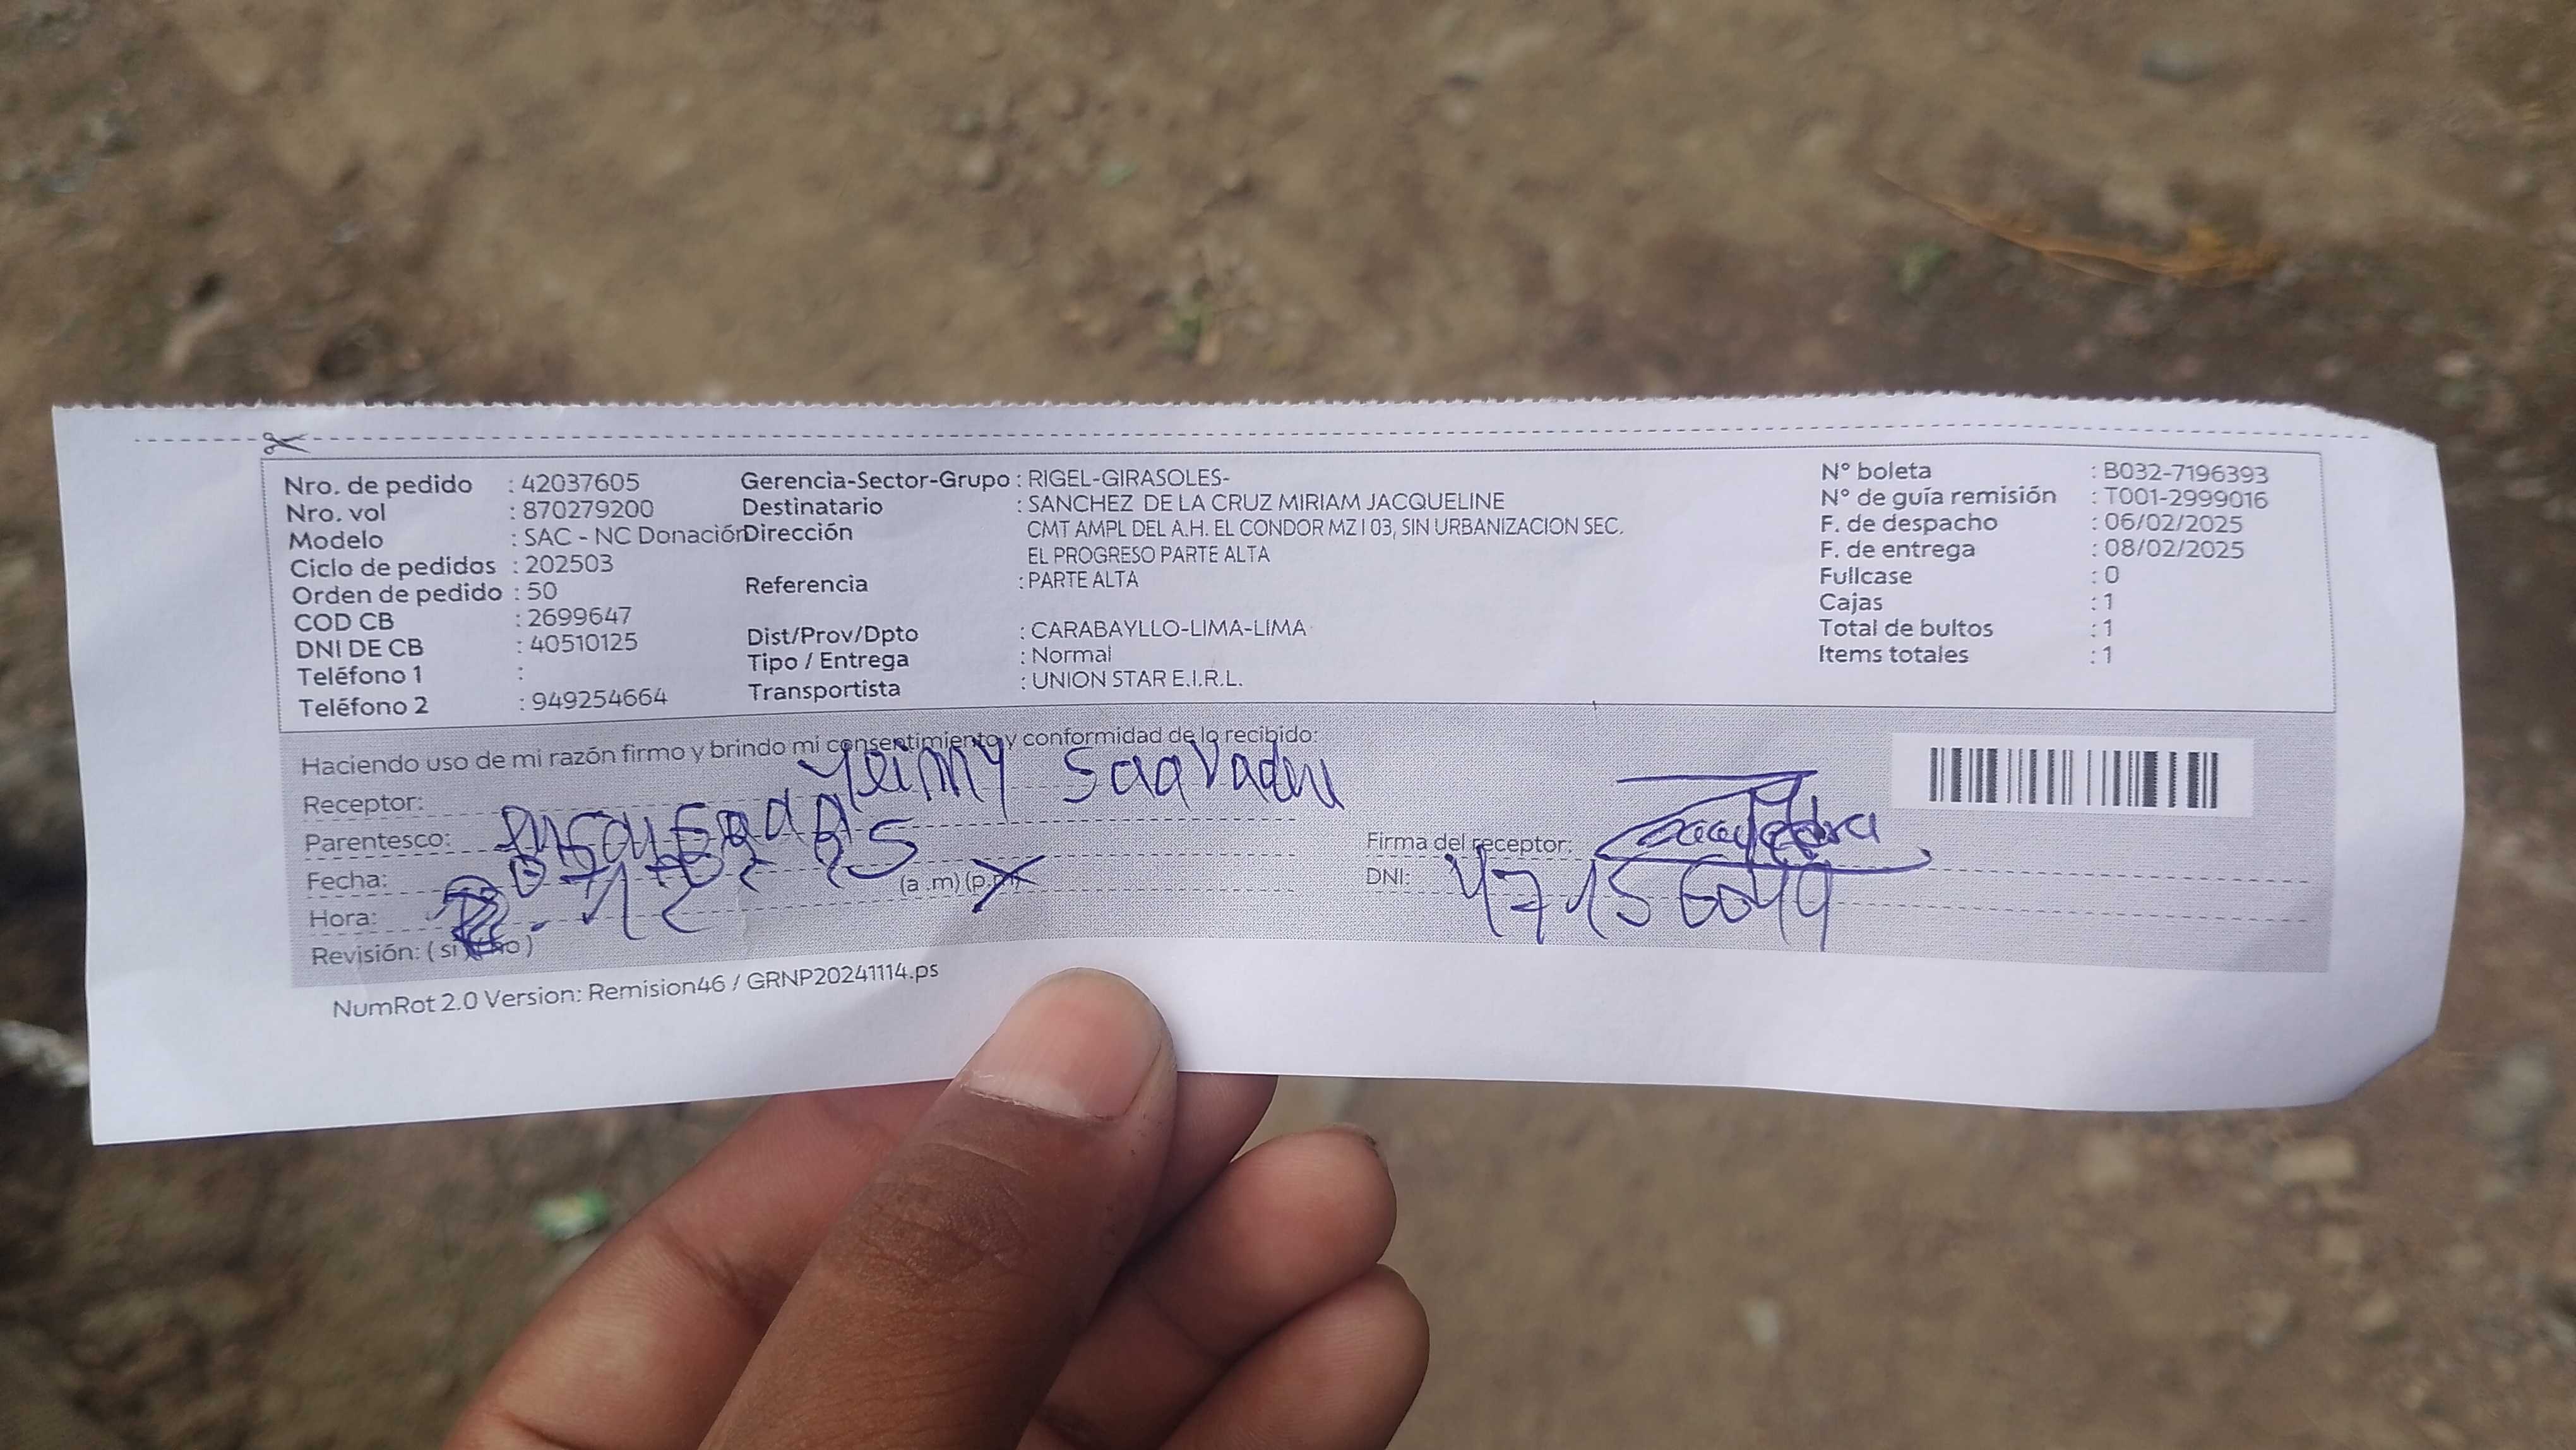 Nro. de pedido : 42037605
Nro. vol : 870279200
Modelo : SAC - NC Donación
Ciclo de pedidos : 202503
Orden de pedido : 50
COD CB : 2699647
DNI DE CB : 40510125
Teléfono 1 :
Teléfono 2 : 949254664
Gerencia-Sector-Grupo : RIGEL-GIRASOLES-
Destinatario : SANCHEZ DE LA CRUZ MIRIAM JACQUELINE
Dirección CMT AMPL DEL A.H. EL CONDOR MZ I 03, SIN URBANIZACION SEC.
EL PROGRESO PARTE ALTA
Referencia : PARTE ALTA
Dist/Prov/Dpto : CARABAYLLO-LIMA-LIMA
Tipo / Entrega : Normal
Transportista : UNION STAR E.I.R.L.
N° boleta : B032-7196393
N° de guía remisión : T001-2999016
F. de despacho : 06/02/2025
F. de entrega : 08/02/2025
Fullcase : 0
Cajas : 1
Total de bultos : 1
Items totales : 1
Haciendo uso de mi razón firmo y brindo mi consentimiento y conformidad de lo recibido:
Receptor: Yeimy
Parentesco:
Fecha:
Hora: (a .m) (p.m)
Revisión: ( si ) ( no )
Firma del receptor:
DNI: 47156044
NumRot 2.0 Version: Remision46 / GRNP20241114.ps